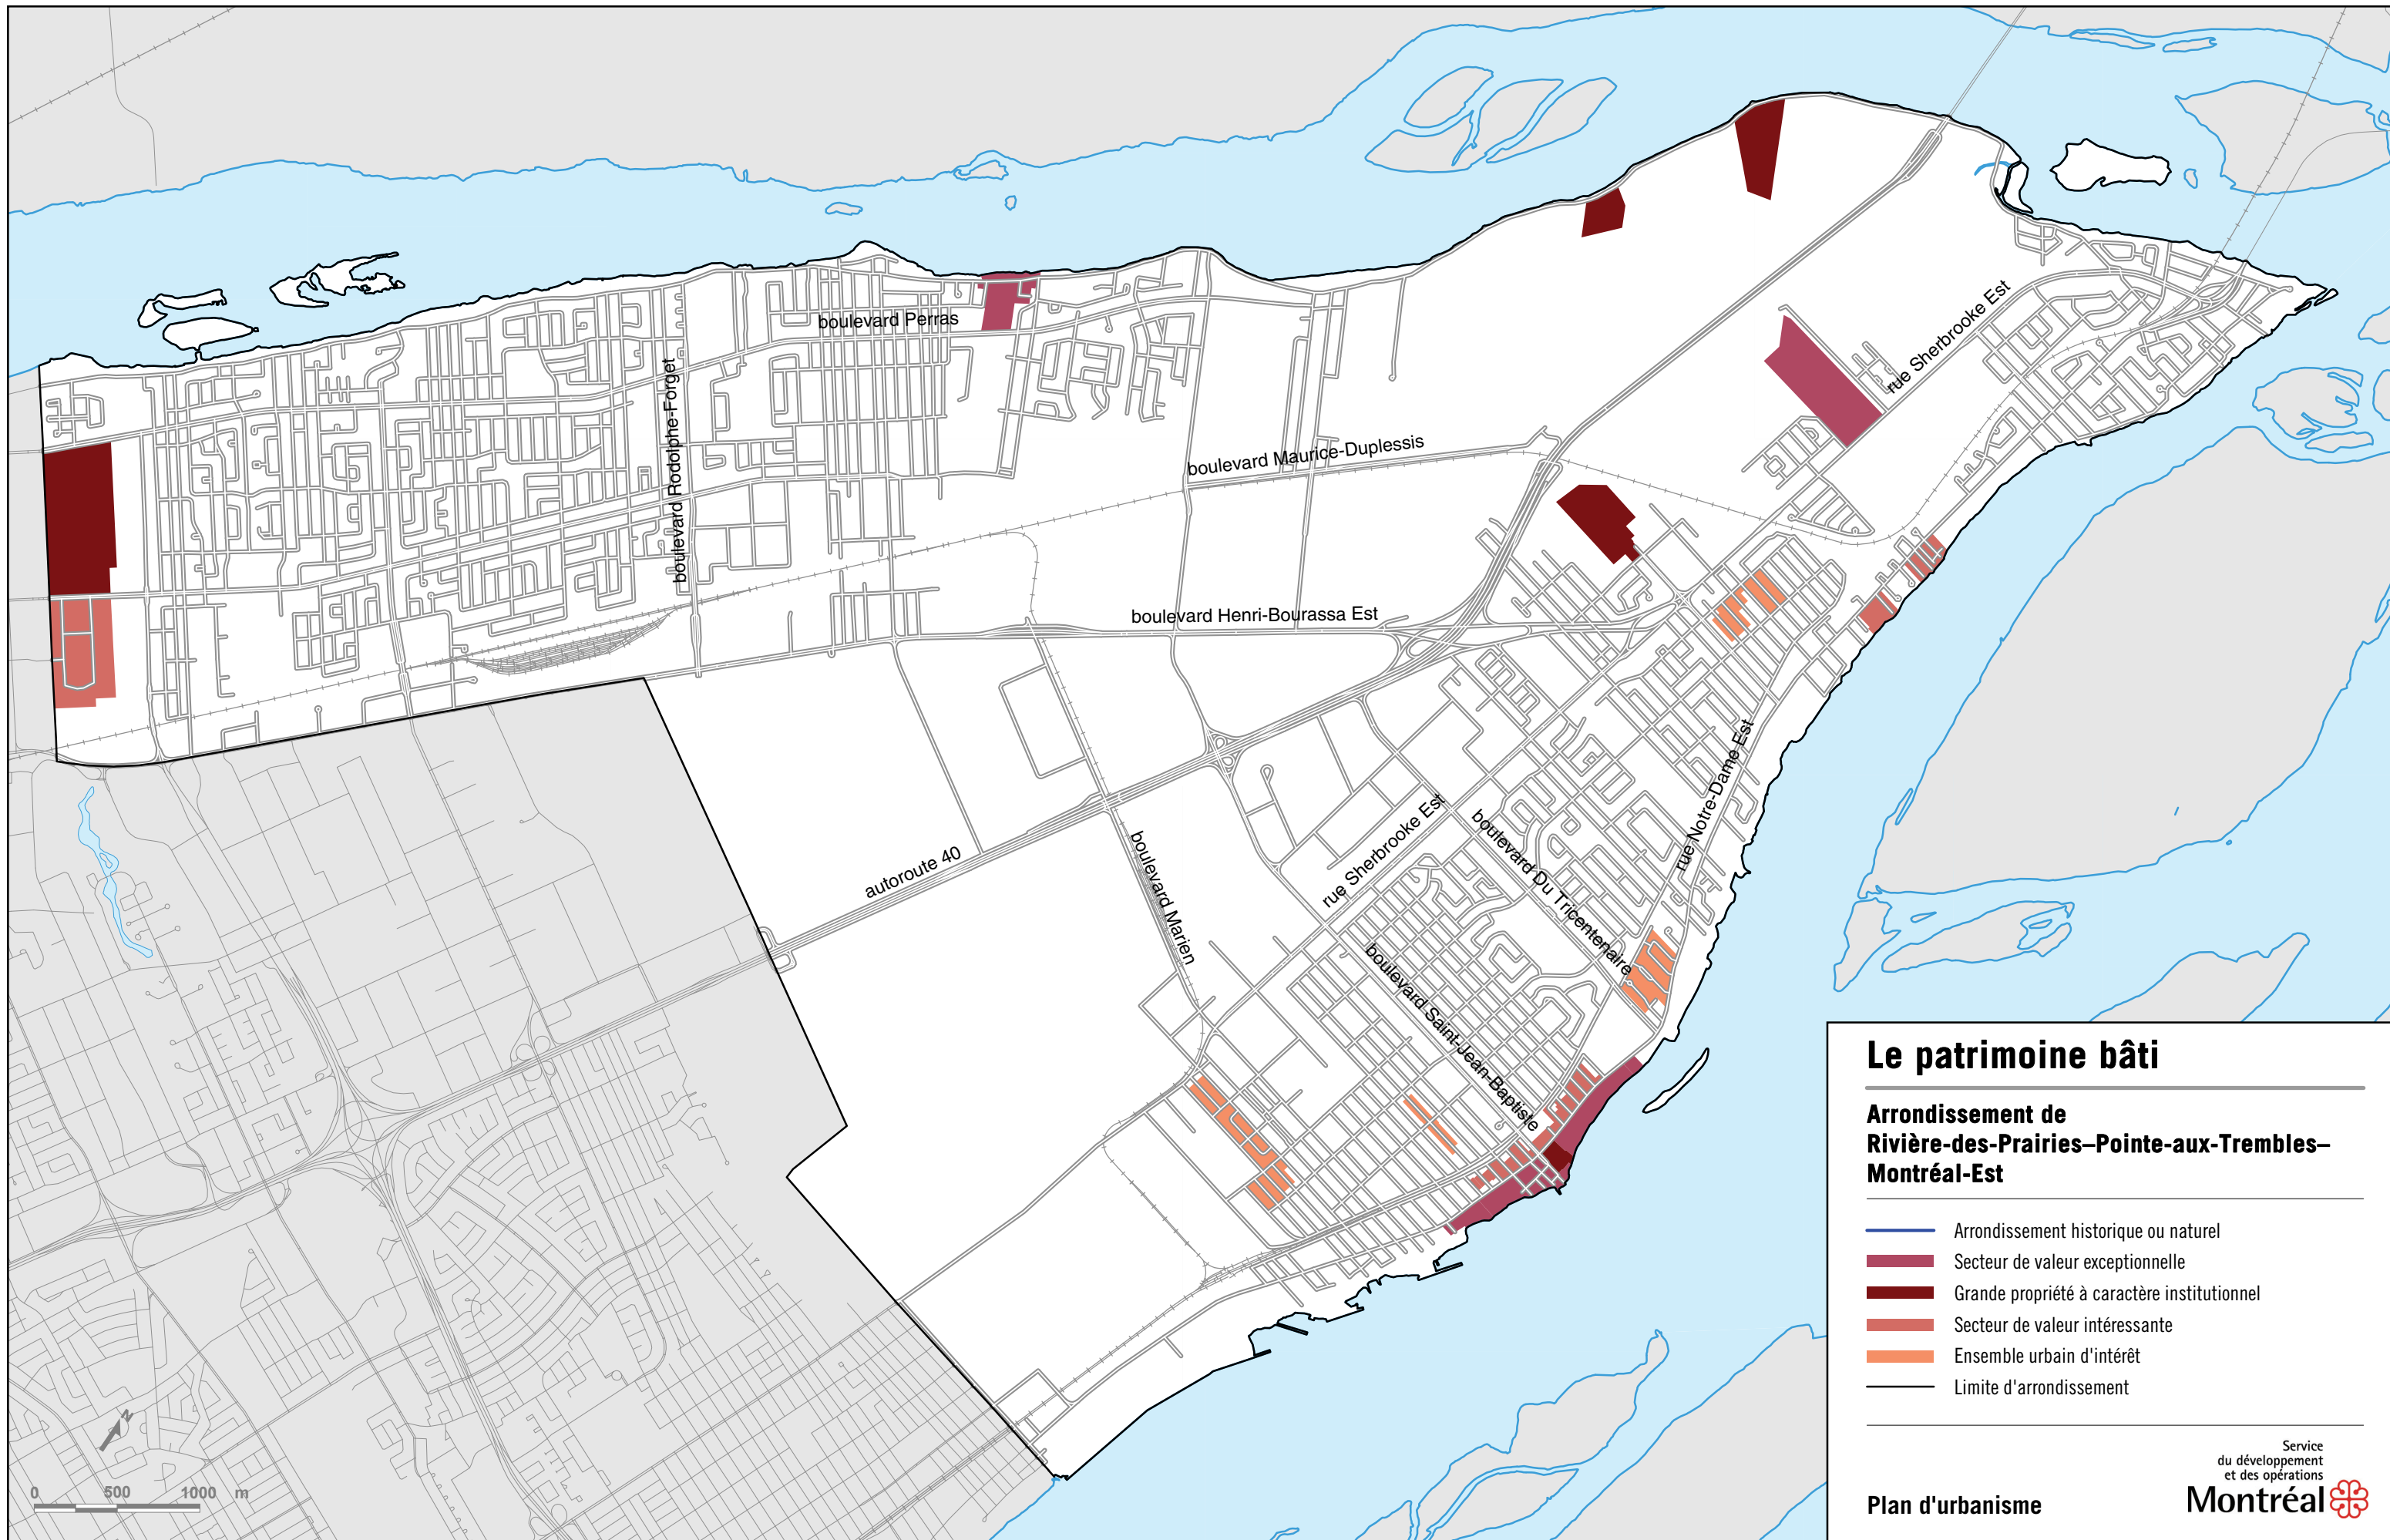 boulevard Perras
rue Sherbrooke Est
boulevard Rodolphe-Forget
boulevard Maurice-Duplessis
boulevard Henri-Bourassa Est
rue Notre-Dame Est
autoroute 40
boulevard Marien
rue Sherbrooke Est
boulevard Du Tricentenaire
boulevard Saint-Jean-Baptiste
N
0 500 1000 m
Le patrimoine bâti
Arrondissement de
Rivière-des-Prairies–Pointe-aux-Trembles–
Montréal-Est
Arrondissement historique ou naturel
Secteur de valeur exceptionnelle
Grande propriété à caractère institutionnel
Secteur de valeur intéressante
Ensemble urbain d'intérêt
Limite d'arrondissement
Service
du développement
et des opérations
Plan d'urbanisme
Montréal